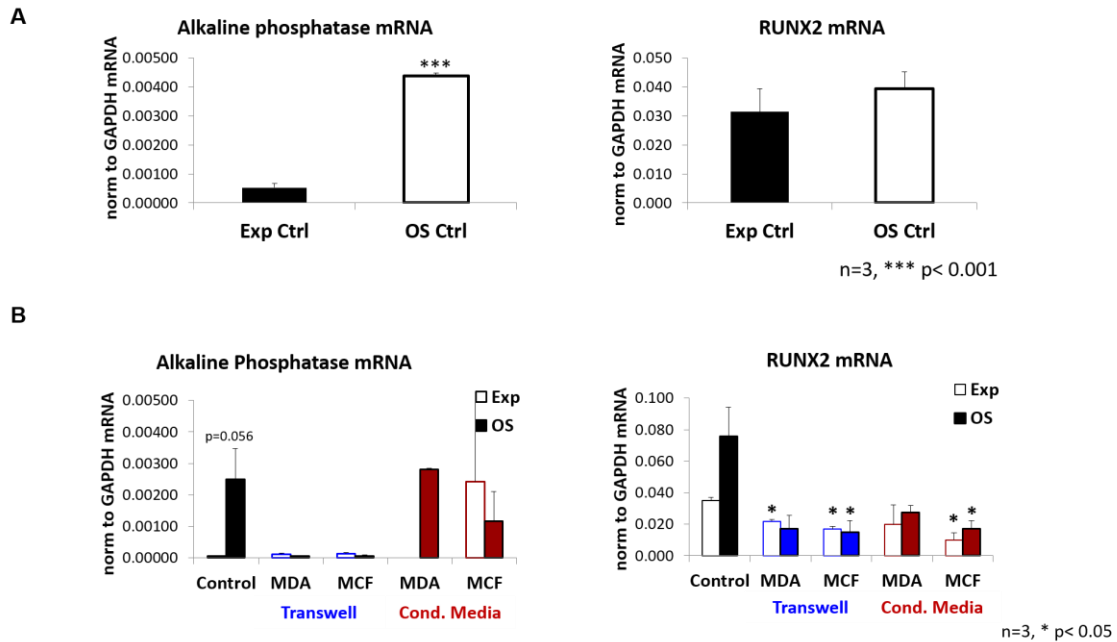 A
Alkaline phosphatase mRNA
norm to GAPDH mRNA
0.00500
0.00400
0.00300
0.00200
0.00100
0.00000
***
Exp Ctrl OS Ctrl
RUNX2 mRNA
norm to GAPDH mRNA
0.050
0.040
0.030
0.020
0.010
0.000
Exp Ctrl OS Ctrl
n=3, *** p< 0.001
B
Alkaline Phosphatase mRNA
norm to GAPDH mRNA
0.00500
0.00400
0.00300
0.00200
0.00100
0.00000
p=0.056
Exp
OS
Control MDA MCF MDA MCF
Transwell Cond. Media
RUNX2 mRNA
norm to GAPDH mRNA
0.100
0.080
0.060
0.040
0.020
0.000
Exp
OS
* * * * *
Control MDA MCF MDA MCF
Transwell Cond. Media
n=3, * p< 0.05